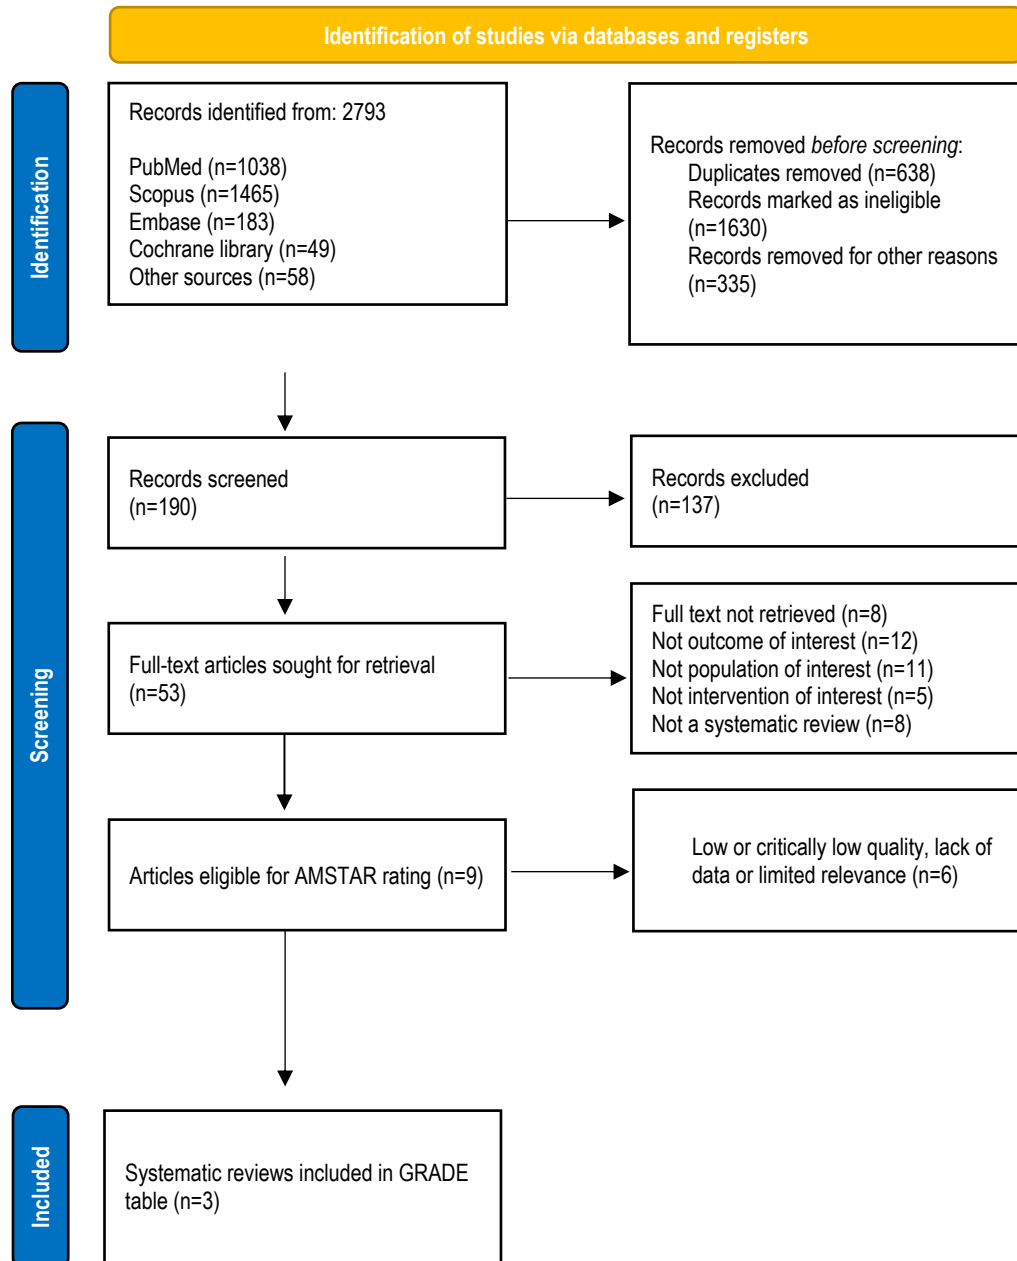 Identification of studies via databases and registers
Identification
Records identified from: 2793
PubMed (n=1038)
Scopus (n=1465)
Embase (n=183)
Cochrane library (n=49)
Other sources (n=58)
Records removed before screening:
Duplicates removed (n=638)
Records marked as ineligible
(n=1630)
Records removed for other reasons
(n=335)
Screening
Records screened
(n=190)
Records excluded
(n=137)
Full-text articles sought for retrieval
(n=53)
Full text not retrieved (n=8)
Not outcome of interest (n=12)
Not population of interest (n=11)
Not intervention of interest (n=5)
Not a systematic review (n=8)
Articles eligible for AMSTAR rating (n=9)
Low or critically low quality, lack of
data or limited relevance (n=6)
Included
Systematic reviews included in GRADE
table (n=3)